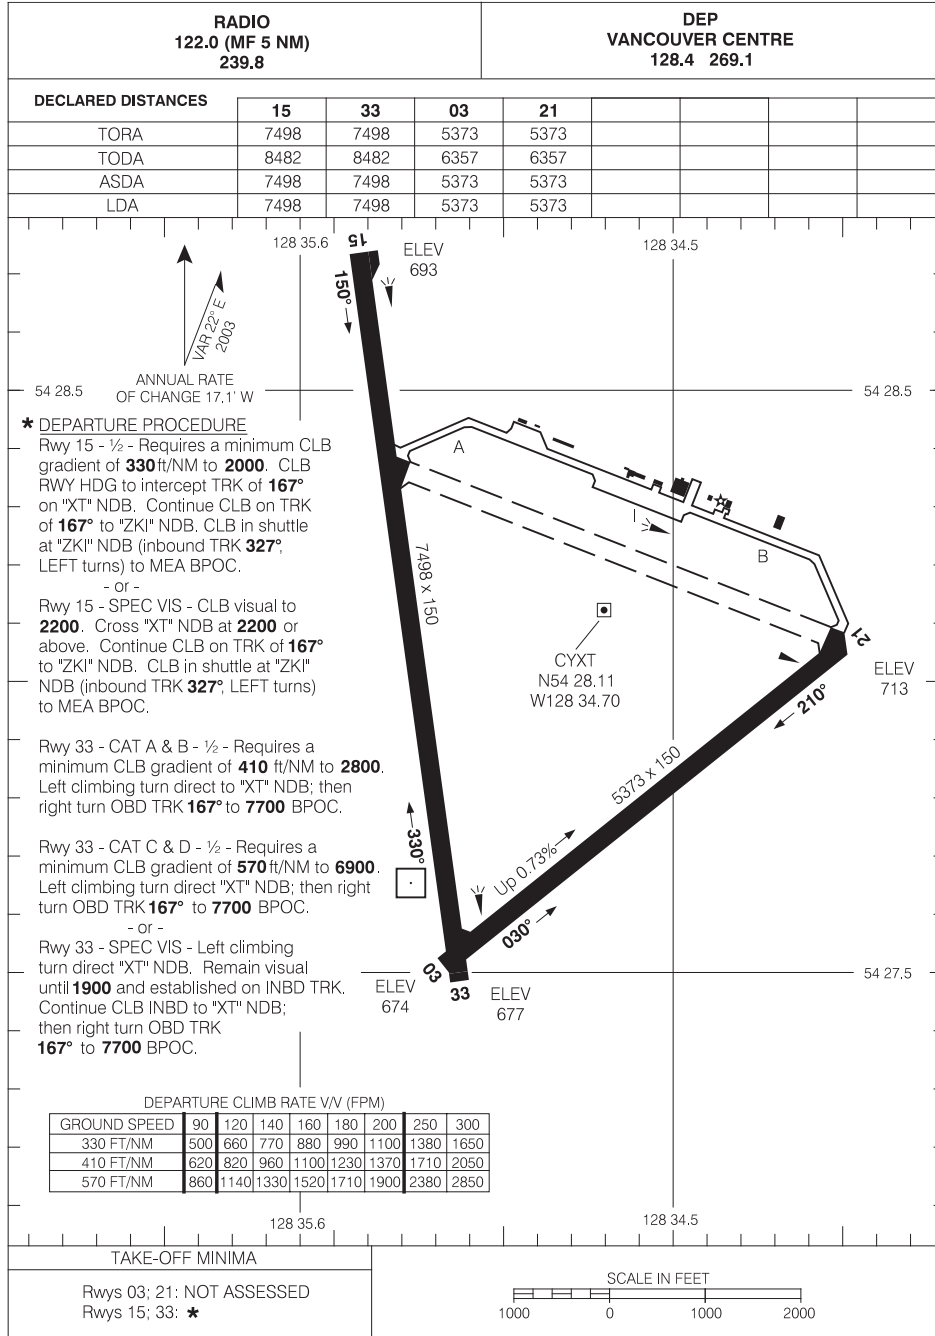 RADIO
122.0 (MF 5 NM)
239.8
DEP
VANCOUVER CENTRE
128.4 269.1
DECLARED DISTANCES 15 33 03 21
TORA 7498 7498 5373 5373
TODA 8482 8482 6357 6357
ASDA 7498 7498 5373 5373
LDA 7498 7498 5373 5373
128 35.6
128 34.5
15
ELEV
693
150°
VAR 22° E
2003
ANNUAL RATE
OF CHANGE 17.1' W
54 28.5
54 28.5
* DEPARTURE PROCEDURE
Rwy 15 - ½ - Requires a minimum CLB
gradient of 330 ft/NM to 2000. CLB
RWY HDG to intercept TRK of 167°
on "XT" NDB. Continue CLB on TRK
of 167° to "ZKI" NDB. CLB in shuttle
at "ZKI" NDB (inbound TRK 327°,
LEFT turns) to MEA BPOC.
- or -
Rwy 15 - SPEC VIS - CLB visual to
2200. Cross "XT" NDB at 2200 or
above. Continue CLB on TRK of 167°
to "ZKI" NDB. CLB in shuttle at "ZKI"
NDB (inbound TRK 327°, LEFT turns)
to MEA BPOC.
Rwy 33 - CAT A & B - ½ - Requires a
minimum CLB gradient of 410 ft/NM to 2800.
Left climbing turn direct to "XT" NDB; then
right turn OBD TRK 167° to 7700 BPOC.
Rwy 33 - CAT C & D - ½ - Requires a
minimum CLB gradient of 570 ft/NM to 6900.
Left climbing turn direct "XT" NDB; then right
turn OBD TRK 167° to 7700 BPOC.
- or -
Rwy 33 - SPEC VIS - Left climbing
turn direct "XT" NDB. Remain visual
until 1900 and established on INBD TRK.
Continue CLB INBD to "XT" NDB;
then right turn OBD TRK
167° to 7700 BPOC.
A
I
B
7498 x 150
CYXT
N54 28.11
W128 34.70
21
ELEV
713
210°
5373 x 150
Up 0.73%
030°
330°
03
33
ELEV
674
ELEV
677
54 27.5
DEPARTURE CLIMB RATE V/V (FPM)
GROUND SPEED 90 120 140 160 180 200 250 300
330 FT/NM 500 660 770 880 990 1100 1380 1650
410 FT/NM 620 820 960 1100 1230 1370 1710 2050
570 FT/NM 860 1140 1330 1520 1710 1900 2380 2850
128 35.6
128 34.5
TAKE-OFF MINIMA
Rwys 03; 21: NOT ASSESSED
Rwys 15; 33: *
SCALE IN FEET
1000 0 1000 2000